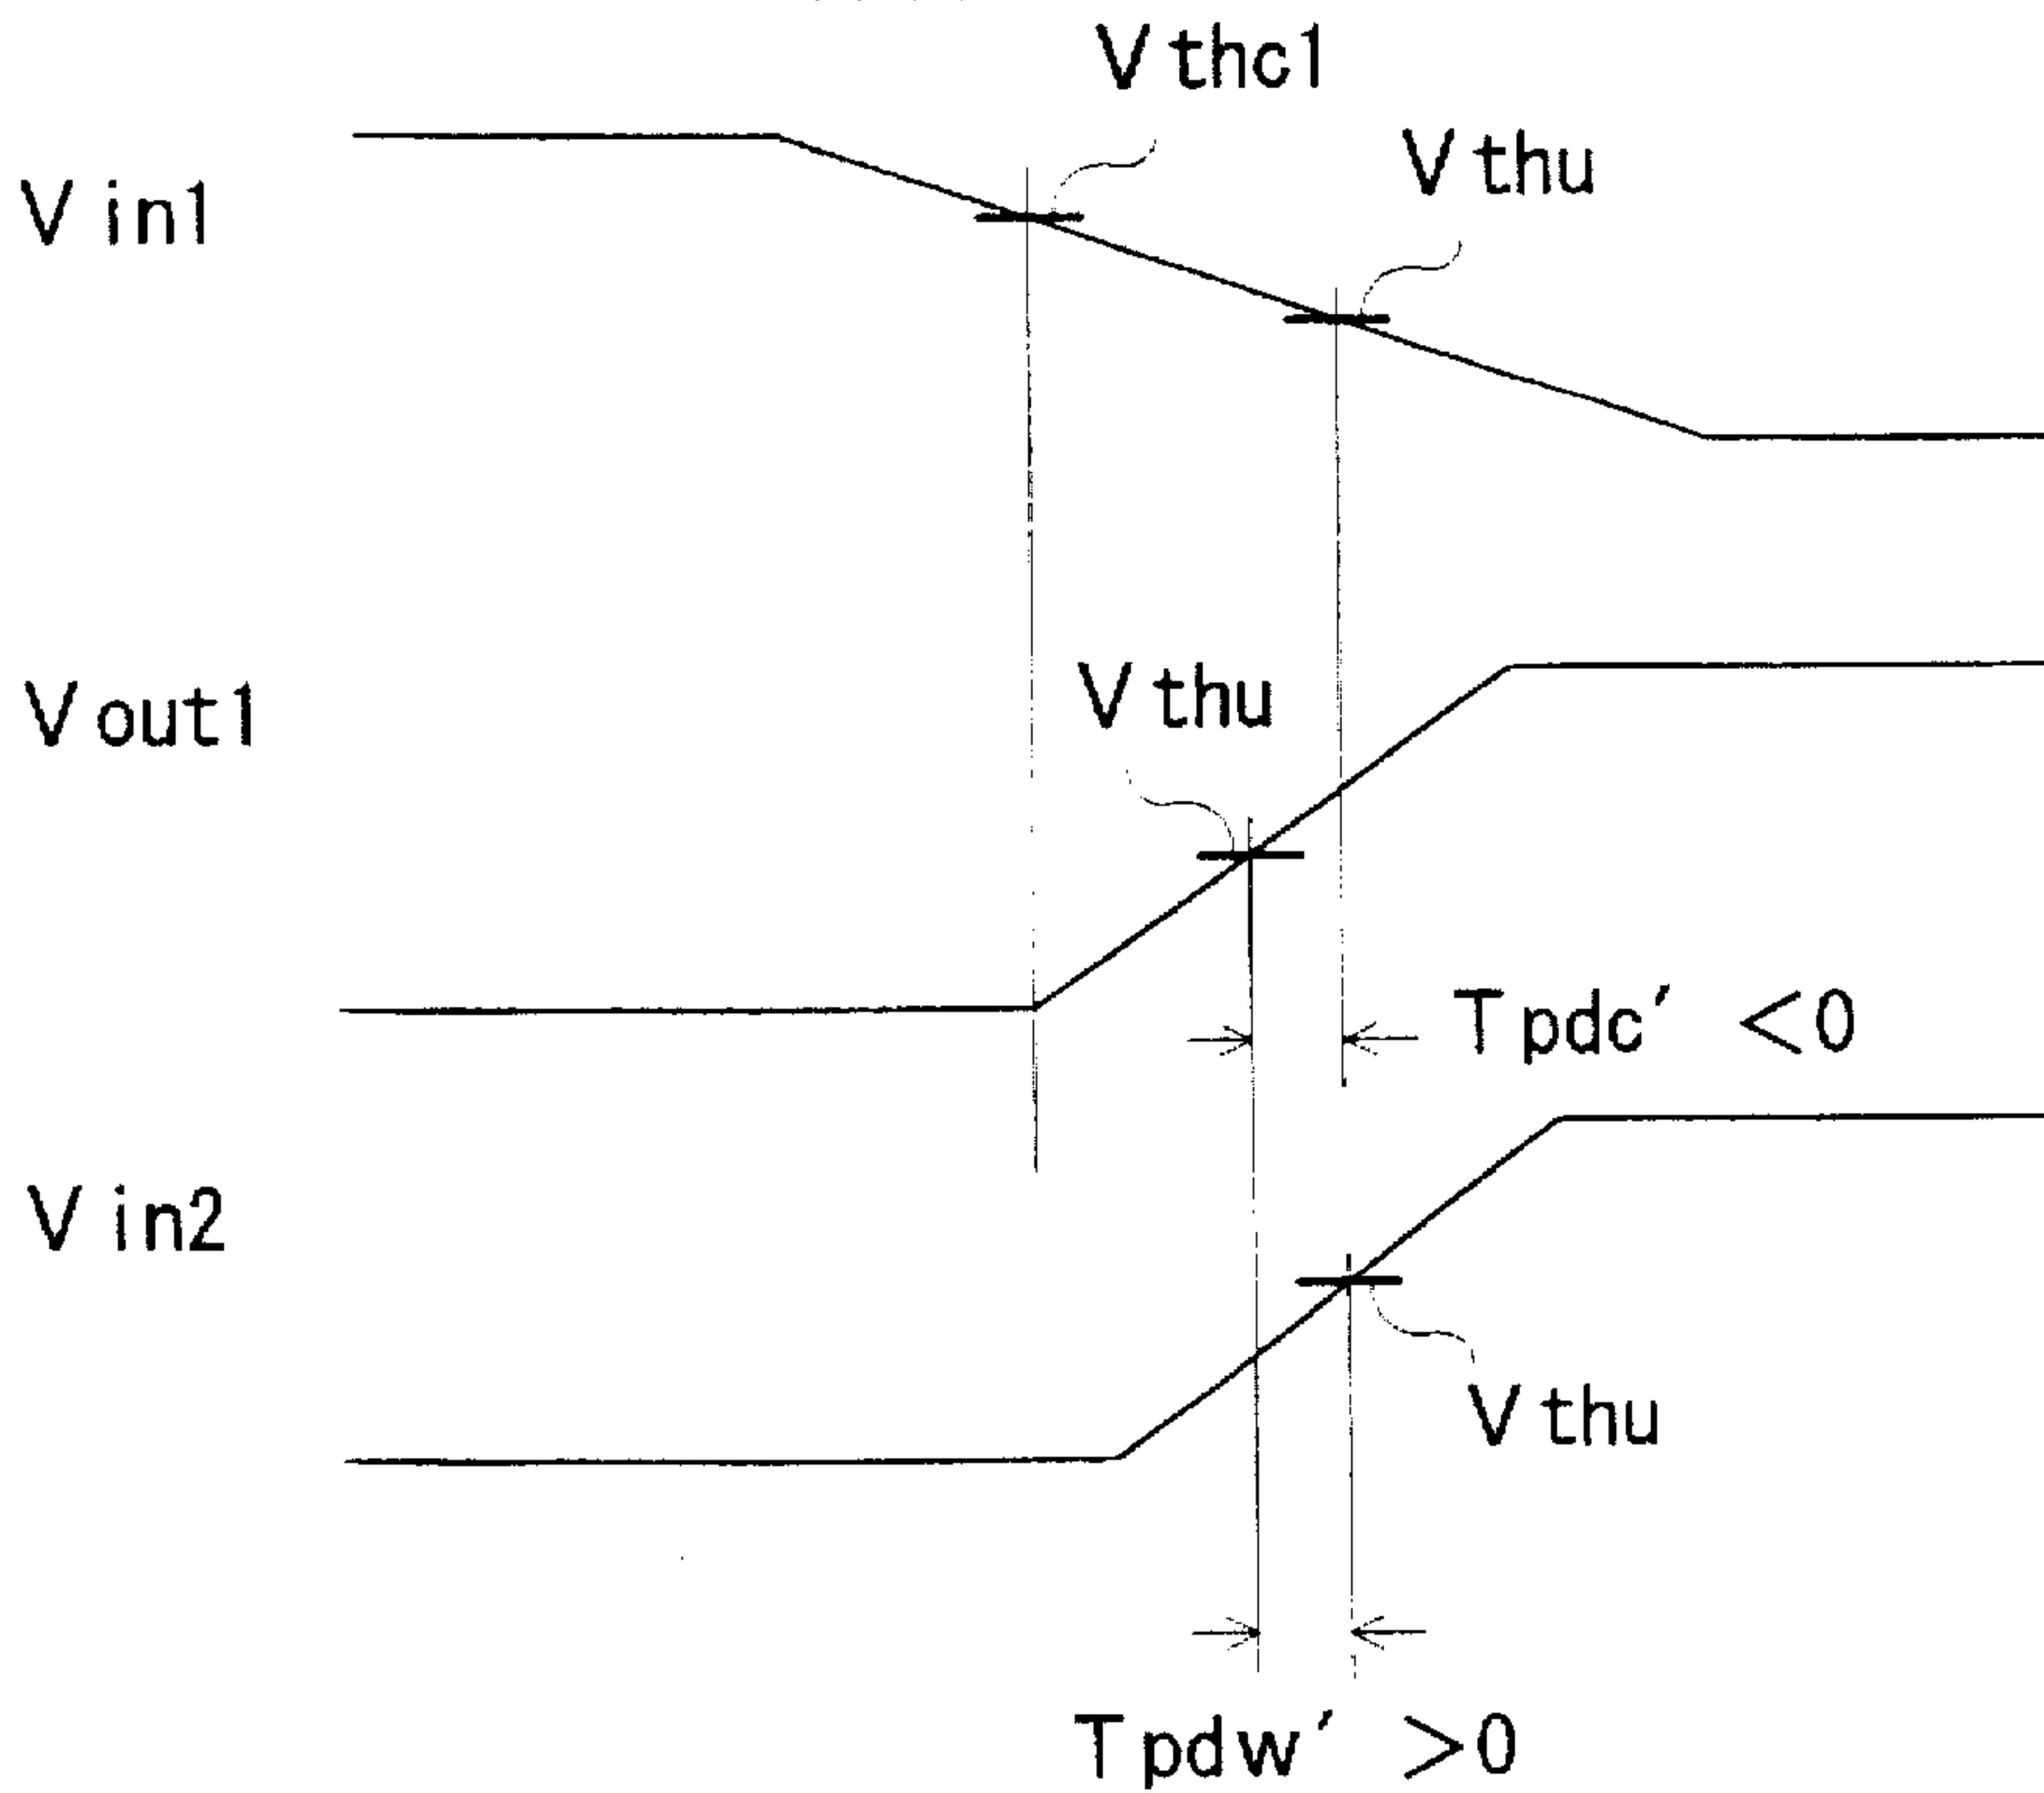 Vthc1
Vthu
Vin1
Vthu
Vout1
Tpdc′ <0
Vin2
Vthu
Tpdw′ >0